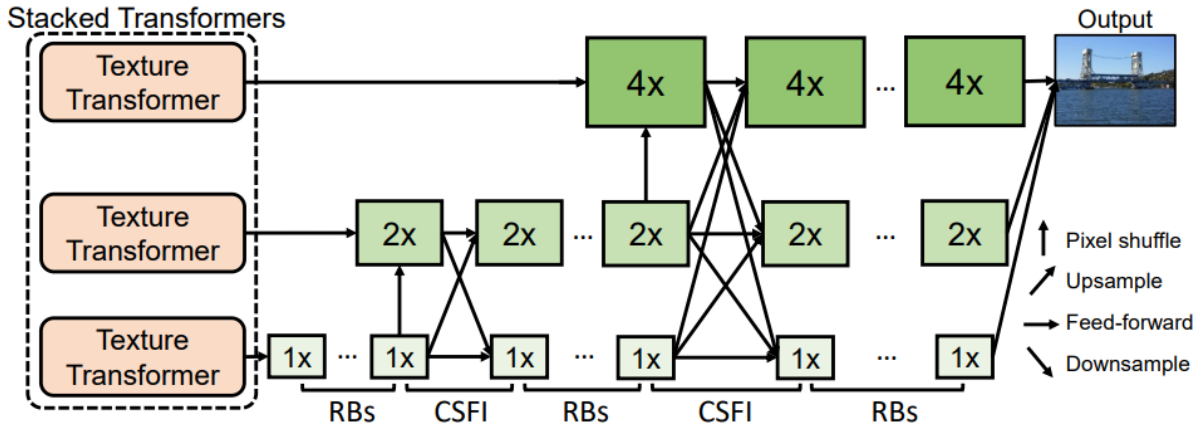 Stacked Transformers
Output
Texture
Transformer
4x
4x
...
4x
Texture
Transformer
2x
2x
...
2x
2x
...
2x
Pixel shuffle
Upsample
Feed-forward
Downsample
Texture
Transformer
1x
...
1x
1x
...
1x
1x
...
1x
RBs
CSFI
RBs
CSFI
RBs